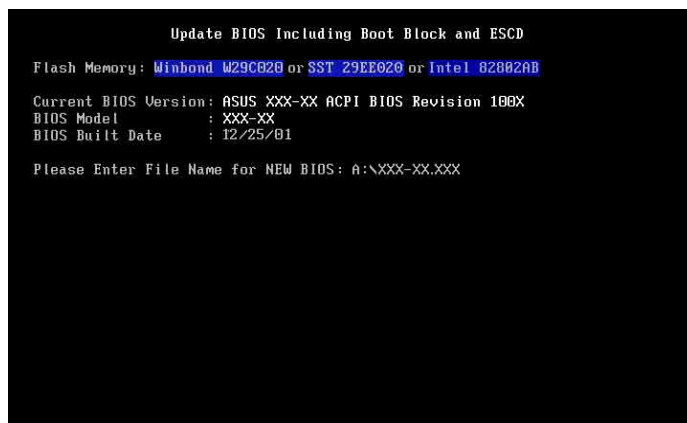 Update BIOS Including Boot Block and ESCD
Flash Memory: Winbond W29C020 or SST 29EE020 or Intel 82802AB
Current BIOS Version: ASUS XXX-XX ACPI BIOS Revision 100X
BIOS Model : XXX-XX
BIOS Built Date : 12/25/01
Please Enter File Name for NEW BIOS: A:\XXX-XX.XXX